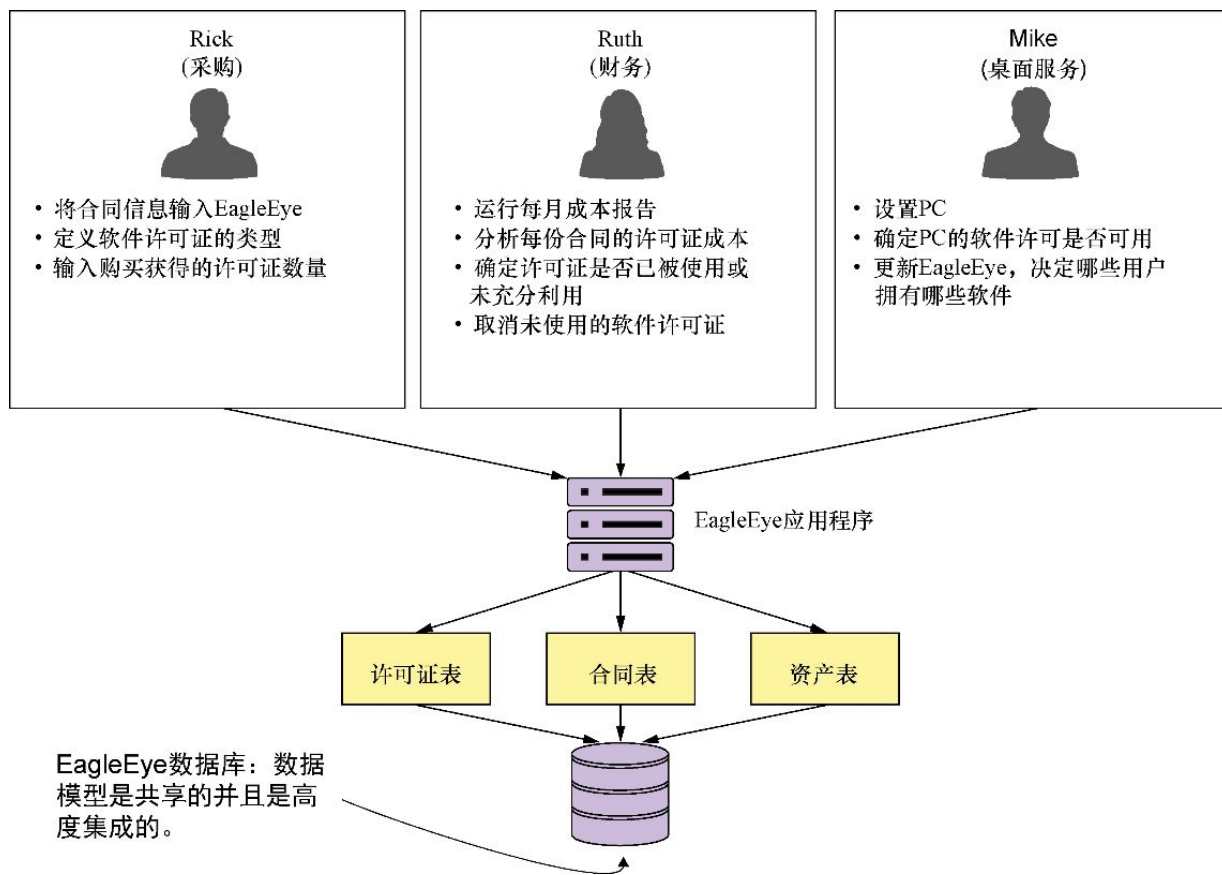 Rick
(采购)
• 将合同信息输入EagleEye
• 定义软件许可证的类型
• 输入购买获得的许可证数量
Ruth
(财务)
• 运行每月成本报告
• 分析每份合同的许可证成本
• 确定许可证是否已被使用或
未充分利用
• 取消未使用的软件许可证
Mike
(桌面服务)
• 设置PC
• 确定PC的软件许可是否可用
• 更新EagleEye，决定哪些用户
拥有哪些软件
EagleEye应用程序
许可证表
合同表
资产表
EagleEye数据库：数据
模型是共享的并且是高
度集成的。